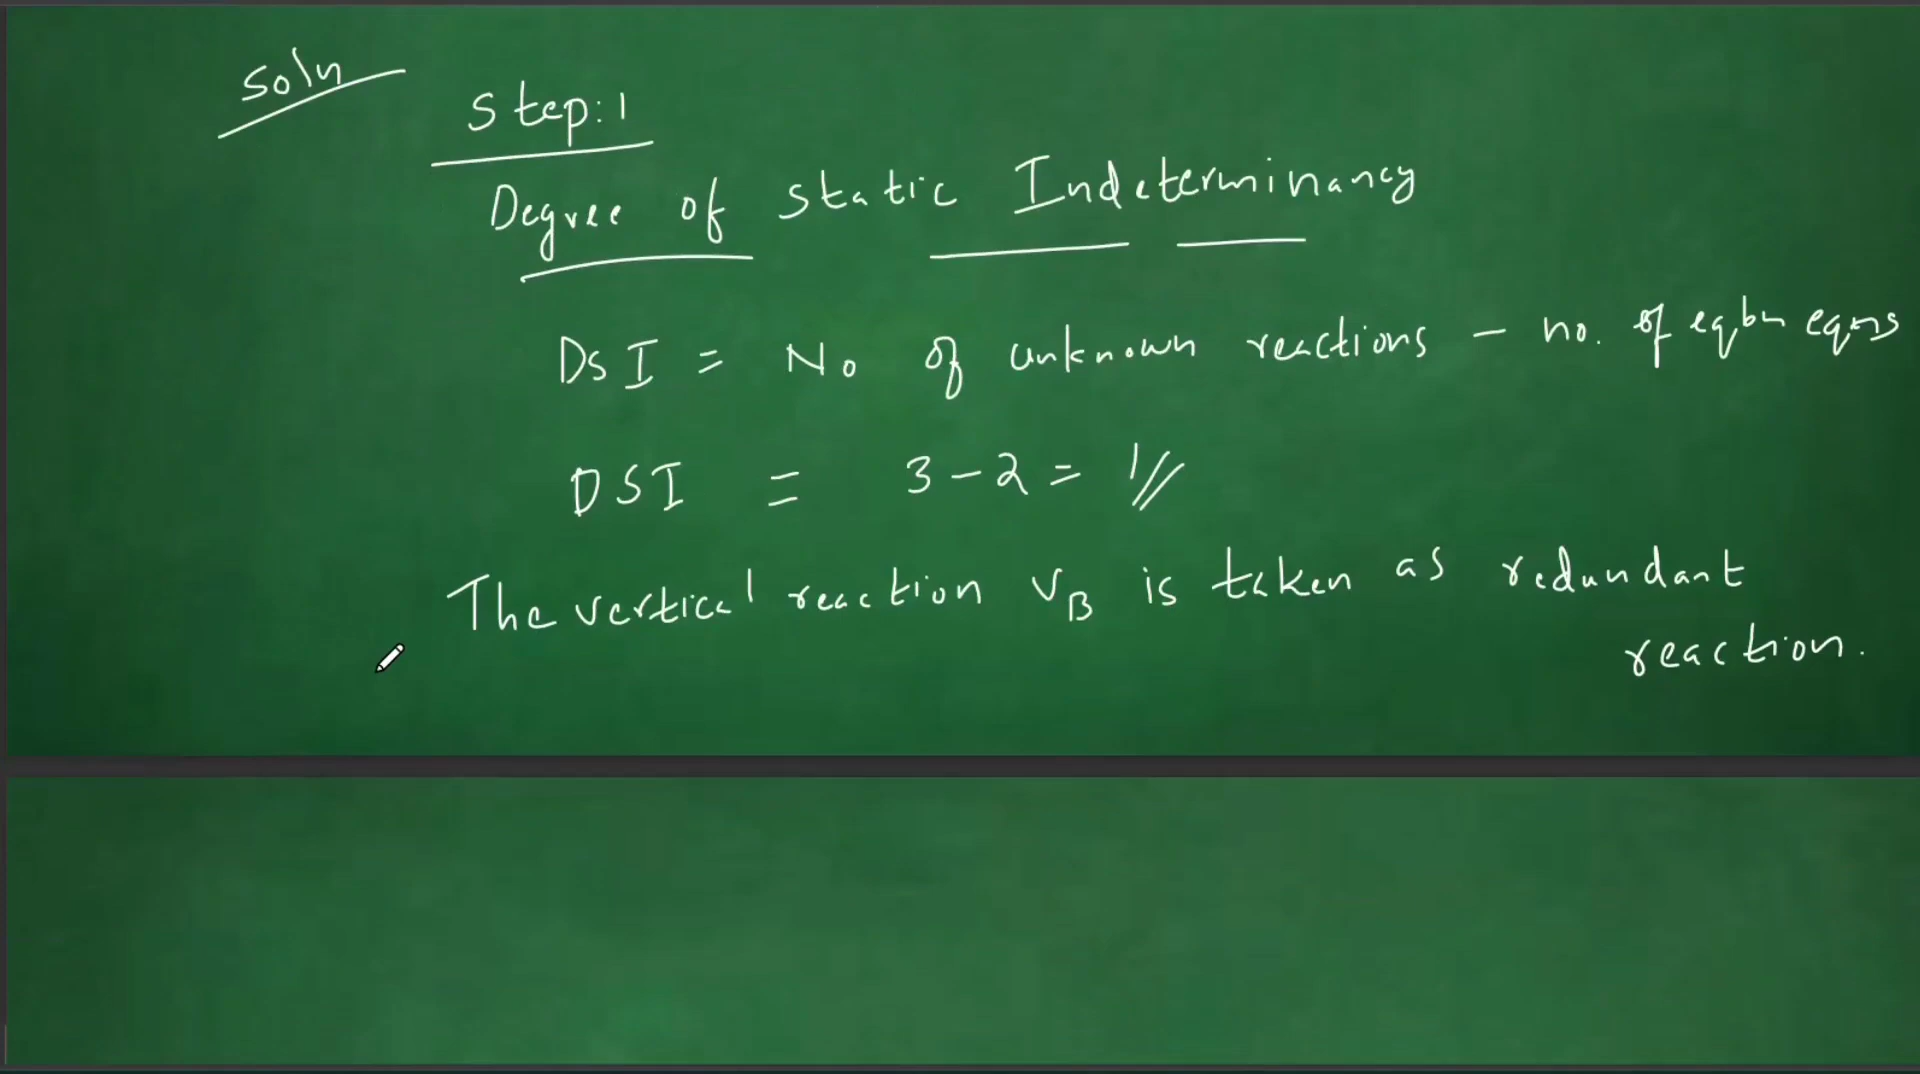 Soln
Step:1
Degree of static Indeterminancy
DSI = No of unknown reactions - no. of eqbn eqns
DSI = 3-2 = 1//
The vertical reaction VB is taken as redundant
reaction.